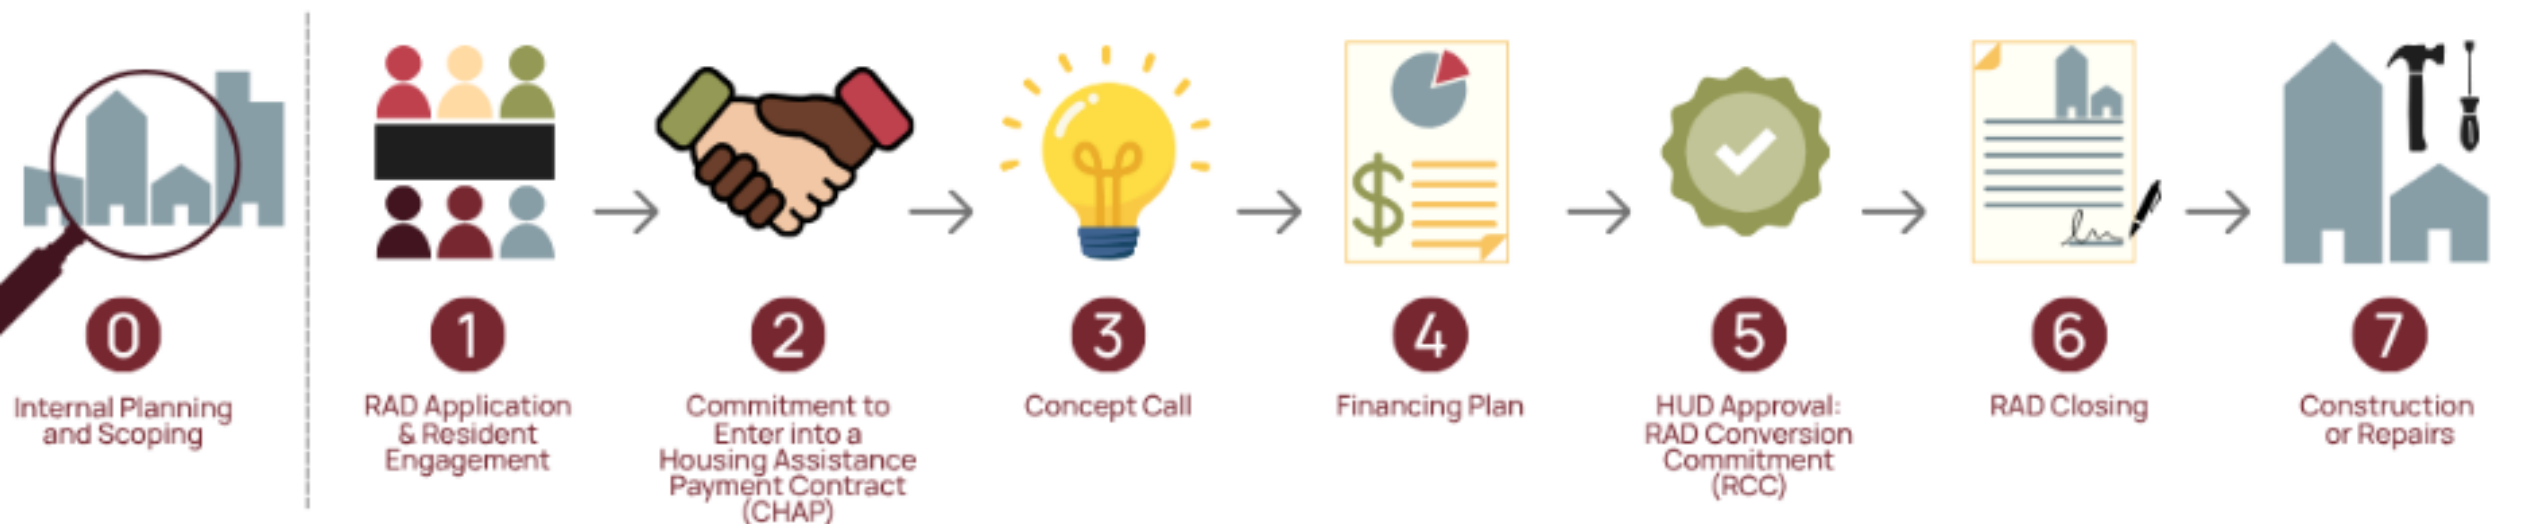 0
Internal Planning
and Scoping
1
RAD Application
& Resident
Engagement
2
Commitment to
Enter into a
Housing Assistance
Payment Contract
(CHAP)
3
Concept Call
$
4
Financing Plan
5
HUD Approval:
RAD Conversion
Commitment
(RCC)
6
RAD Closing
7
Construction
or Repairs